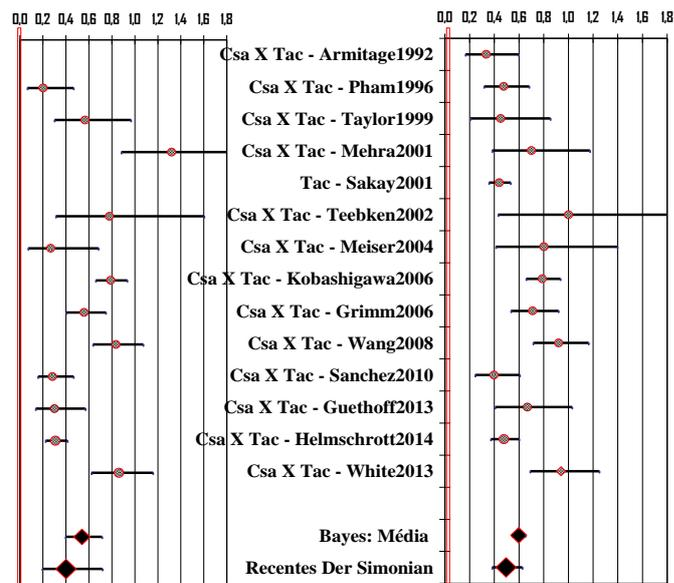 0,0 0,2 0,4 0,6 0,8 1,0 1,2 1,4 1,6 1,8
0,0 0,2 0,4 0,6 0,8 1,0 1,2 1,4 1,6 1,8
Csa X Tac - Armitage1992
Csa X Tac - Pham1996
Csa X Tac - Taylor1999
Csa X Tac - Mehra2001
Tac - Sakay2001
Csa X Tac - Teebken2002
Csa X Tac - Meiser2004
Csa X Tac - Kobashigawa2006
Csa X Tac - Grimm2006
Csa X Tac - Wang2008
Csa X Tac - Sanchez2010
Csa X Tac - Guethoff2013
Csa X Tac - Helmschrott2014
Csa X Tac - White2013
Bayes: Média
Recentes Der Simonian